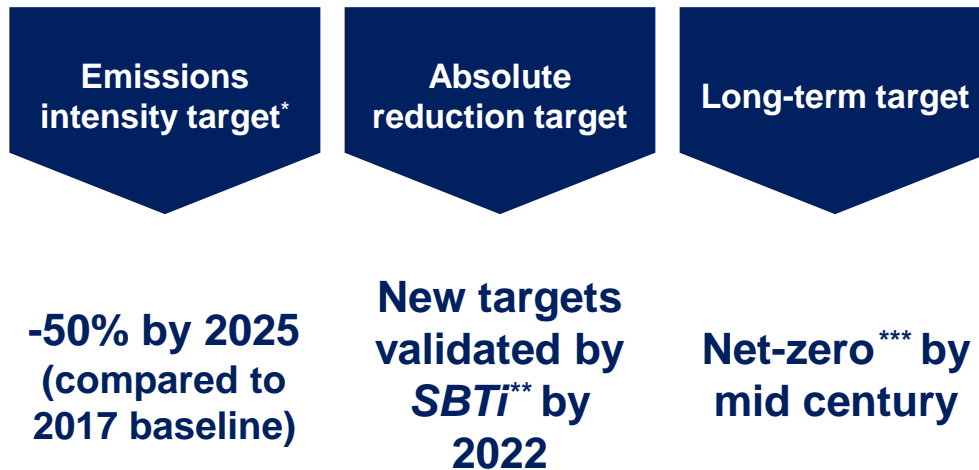 Emissions
intensity target*
Absolute
reduction target
Long-term target
-50% by 2025
(compared to
2017 baseline)
New targets
validated by
SBTi** by
2022
Net-zero*** by
mid century